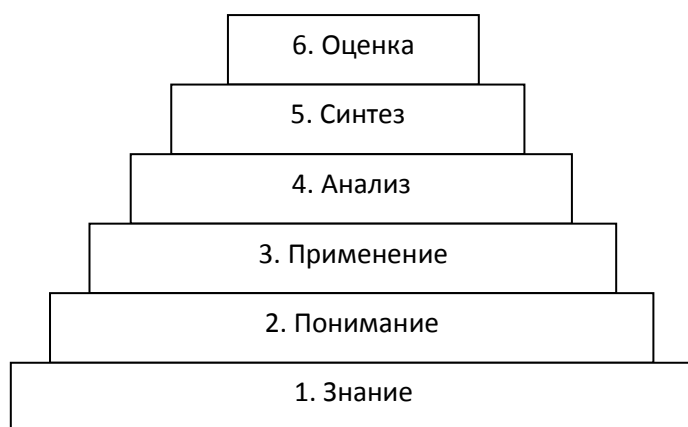 6. Оценка
5. Синтез
4. Анализ
3. Применение
2. Понимание
1. Знание